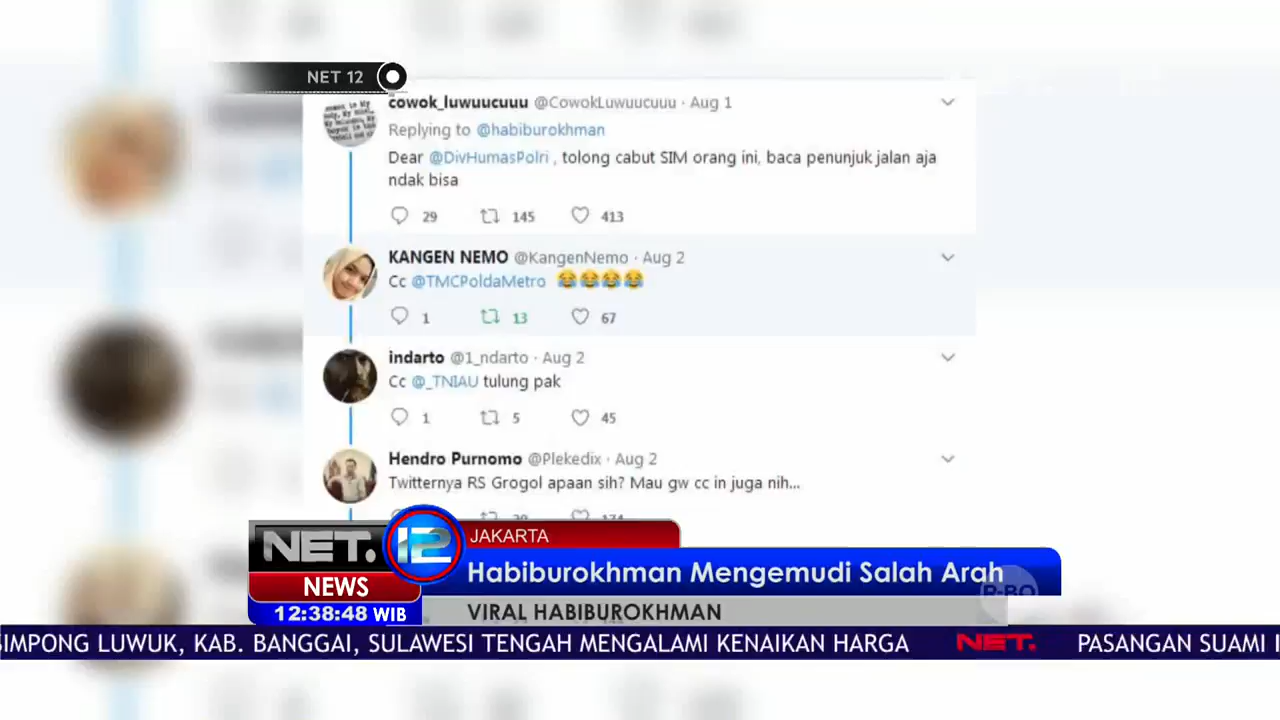 NET 12
cowok_luwuucuuu @CowokLuwuucuuu · Aug 1
Replying to @habiburokhman
Dear @DivHumasPolri , tolong cabut SIM orang ini, baca penunjuk jalan aja
ndak bisa
29 145 413
KANGEN NEMO @KangenNemo · Aug 2
Cc @TMCPoldaMetro 😂😂😂😂
1 13 67
indarto @1_ndarto · Aug 2
Cc @_TNIAU tulung pak
1 5 45
Hendro Purnomo @Plekedix · Aug 2
Twitternya RS Grogol apaan sih? Mau gw cc in juga nih...
NET. 12
NEWS
12:38:48 WIB
JAKARTA
Habiburokhman Mengemudi Salah Arah
R-BO
VIRAL HABIBUROKHMAN
SIMPONG LUWUK, KAB. BANGGAI, SULAWESI TENGAH MENGALAMI KENAIKAN HARGA NET. PASANGAN SUAMI